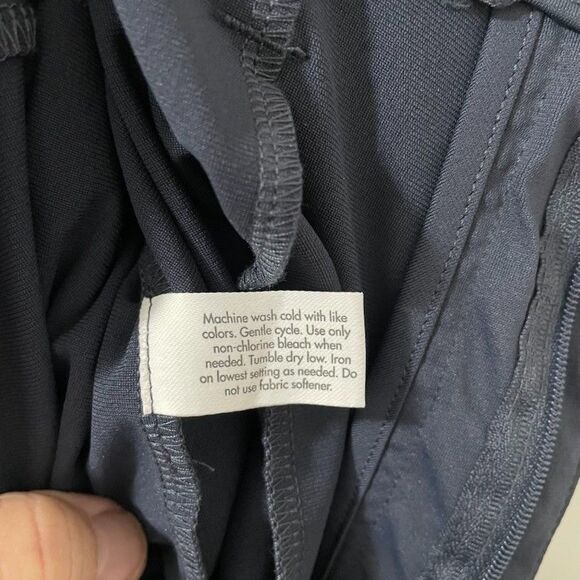 Machine wash cold with like
colors. Gentle cycle. Use only
non-chlorine bleach when
needed. Tumble dry low. Iron
on lowest setting as needed. Do
not use fabric softener.